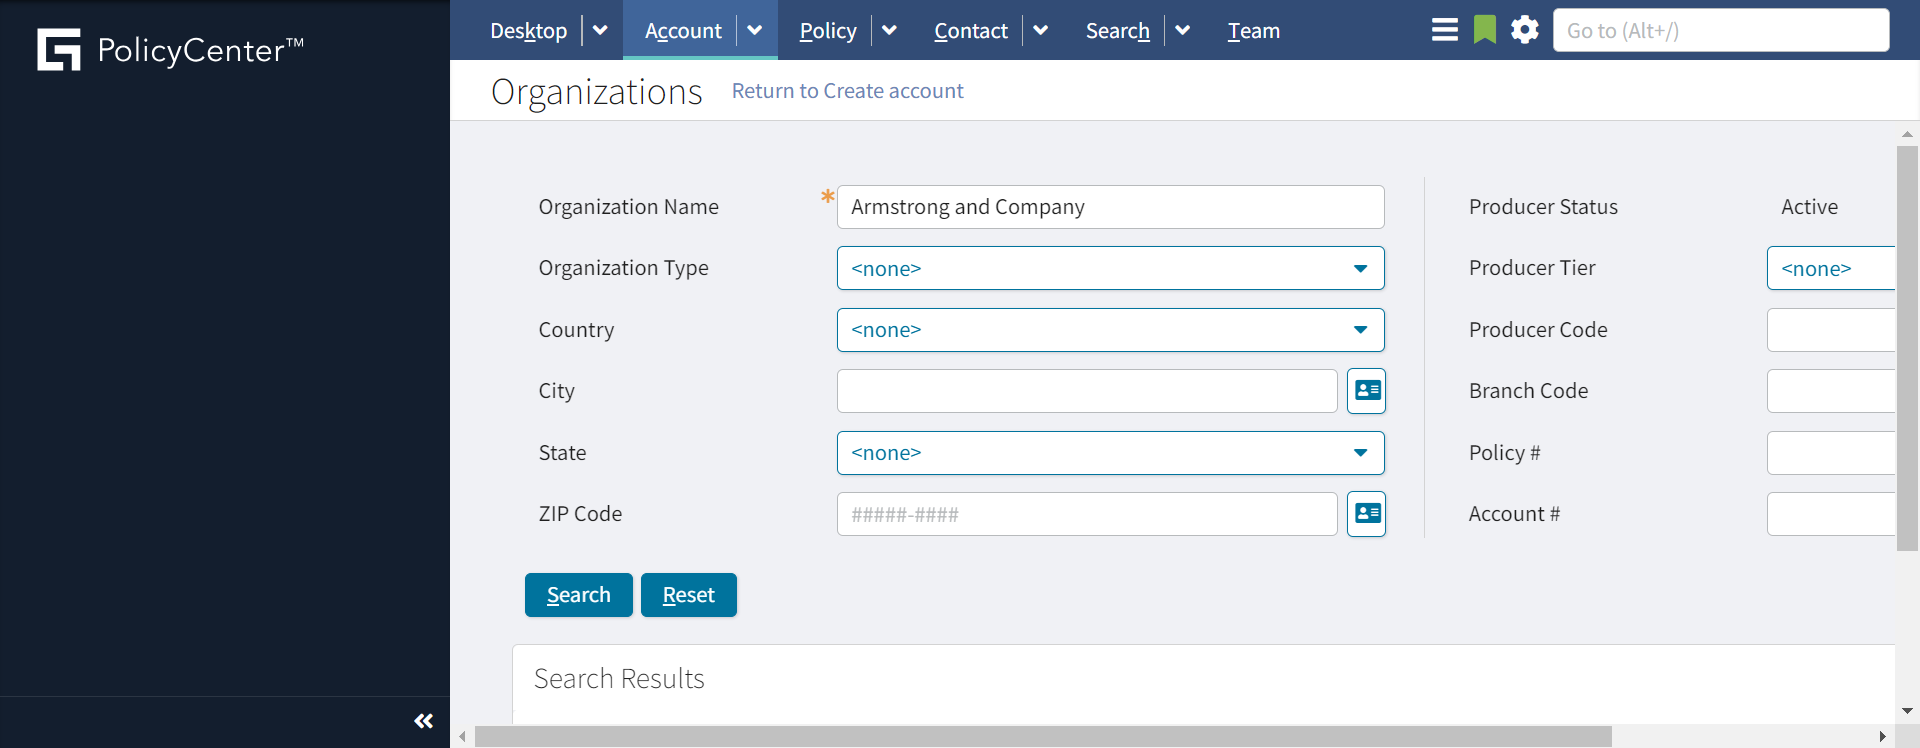 PolicyCenter™
Desktop Account Policy Contact Search Team Go to (Alt+/)
Organizations Return to Create account
Organization Name * Armstrong and Company Producer Status Active
Organization Type <none> Producer Tier <none>
Country <none> Producer Code
City Branch Code
State <none> Policy #
ZIP Code #####-#### Account #
Search Reset
Search Results